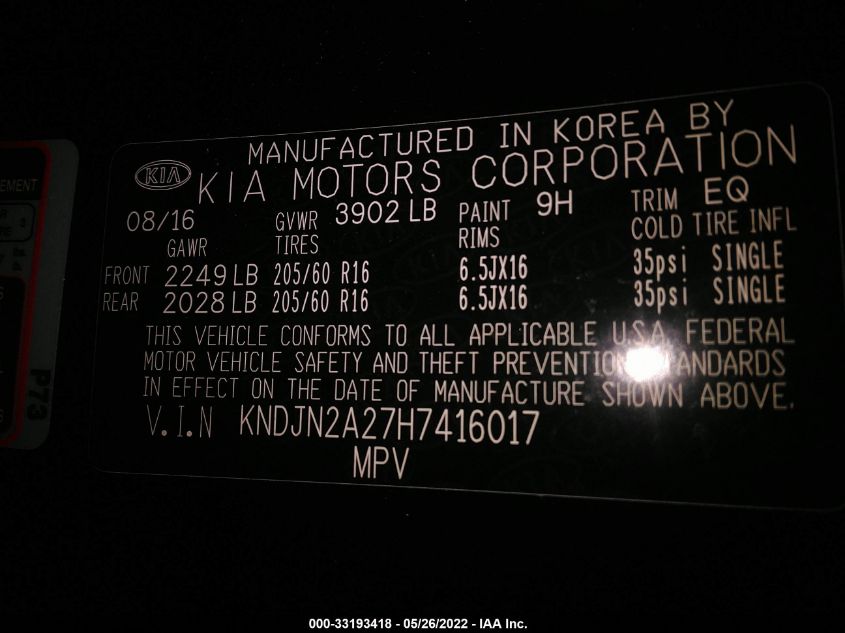 MANUFACTURED IN KOREA BY
KIA KIA MOTORS CORPORATION
08/16 GVWR 3902 LB PAINT 9H TRIM EQ
GAWR TIRES RIMS COLD TIRE INFL
FRONT 2249 LB 205/60 R16 6.5JX16 35psi SINGLE
REAR 2028 LB 205/60 R16 6.5JX16 35psi SINGLE
THIS VEHICLE CONFORMS TO ALL APPLICABLE U.S.A. FEDERAL
MOTOR VEHICLE SAFETY AND THEFT PREVENTION STANDARDS
IN EFFECT ON THE DATE OF MANUFACTURE SHOWN ABOVE.
V.I.N KNDJN2A27H7416017
MPV
P73
000-33193418 - 05/26/2022 - IAA Inc.